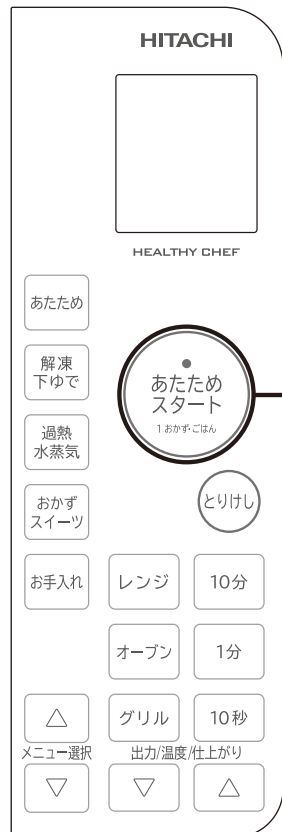 HITACHI
HEALTHY CHEF
あたため
解凍
下ゆで
あたため
スタート
1 おかず・ごはん
過熱
水蒸気
おかず
スイーツ
とりけし
お手入れ
レンジ
10分
オーブン
1分
グリル
10秒
メニュー選択
出力/温度/仕上がり